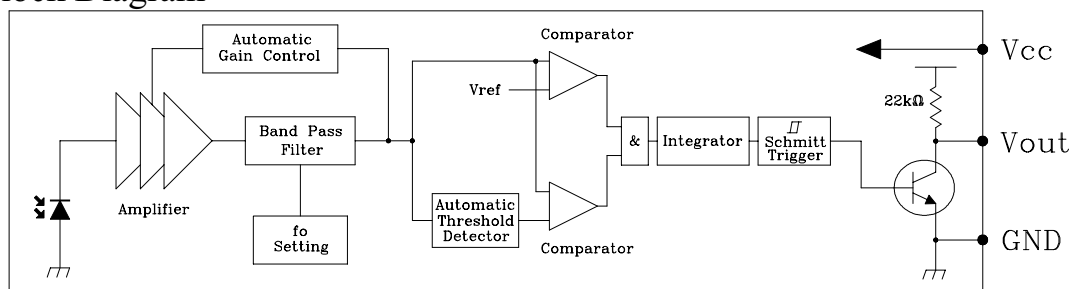 Diagram
Automatic
Gain Control
Comparator
Vcc
Vref
22kΩ
Band Pass
Filter
&
Integrator
Schmitt
Trigger
Vout
Amplifier
Automatic
Threshold
Detector
fo
Setting
Comparator
GND